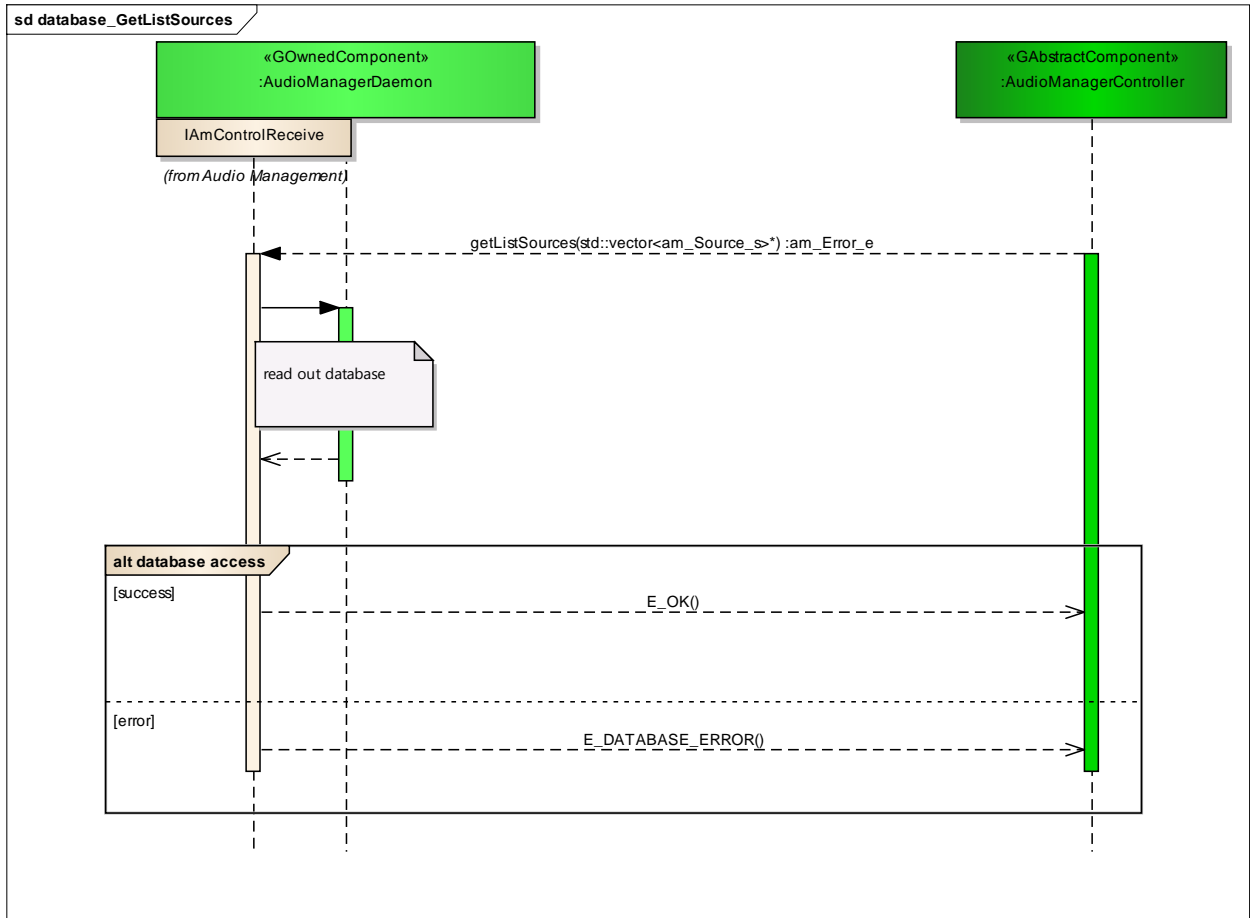 sd database_GetListSources
«GOwnedComponent»
:AudioManagerDaemon
«GAbstractComponent»
:AudioManagerController
IAmControlReceive
(from Audio Management)
getListSources(std::vector<am_Source_s>*) :am_Error_e
read out database
alt database access
[success]
E_OK()
[error]
E_DATABASE_ERROR()